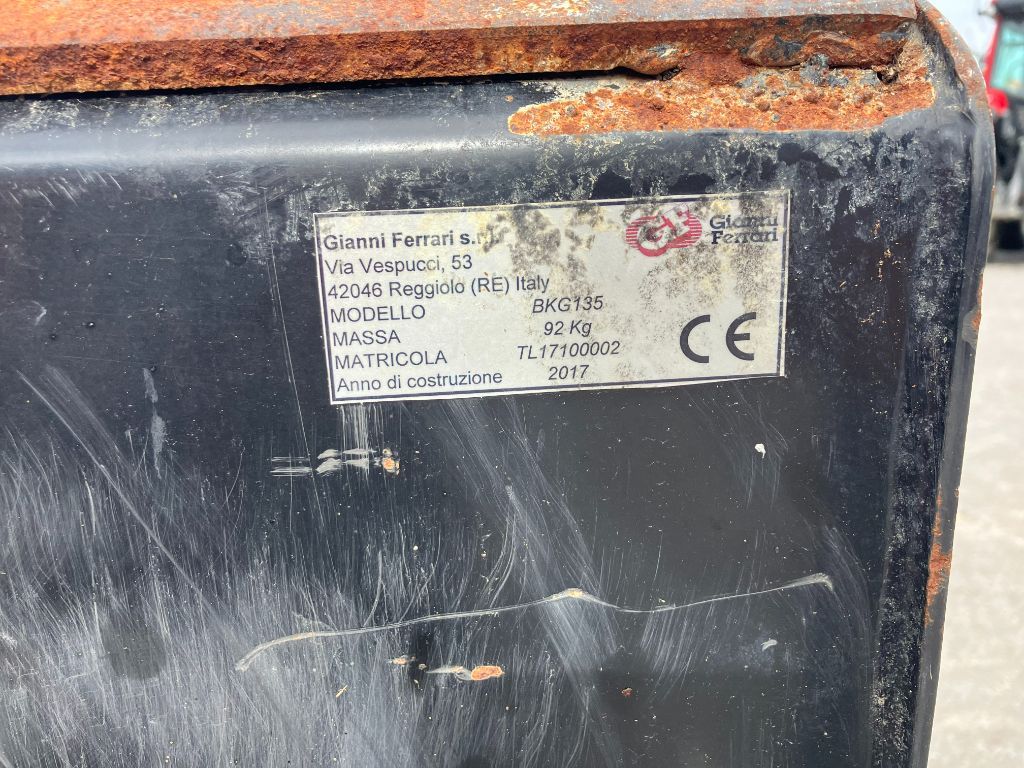 Gianni Ferrari s.r.l.
Via Vespucci, 53
42046 Reggiolo (RE) Italy
MODELLO BKG135
MASSA 92 Kg
MATRICOLA TL17100002
Anno di costruzione 2017
GF Gianni
Ferrari
CE